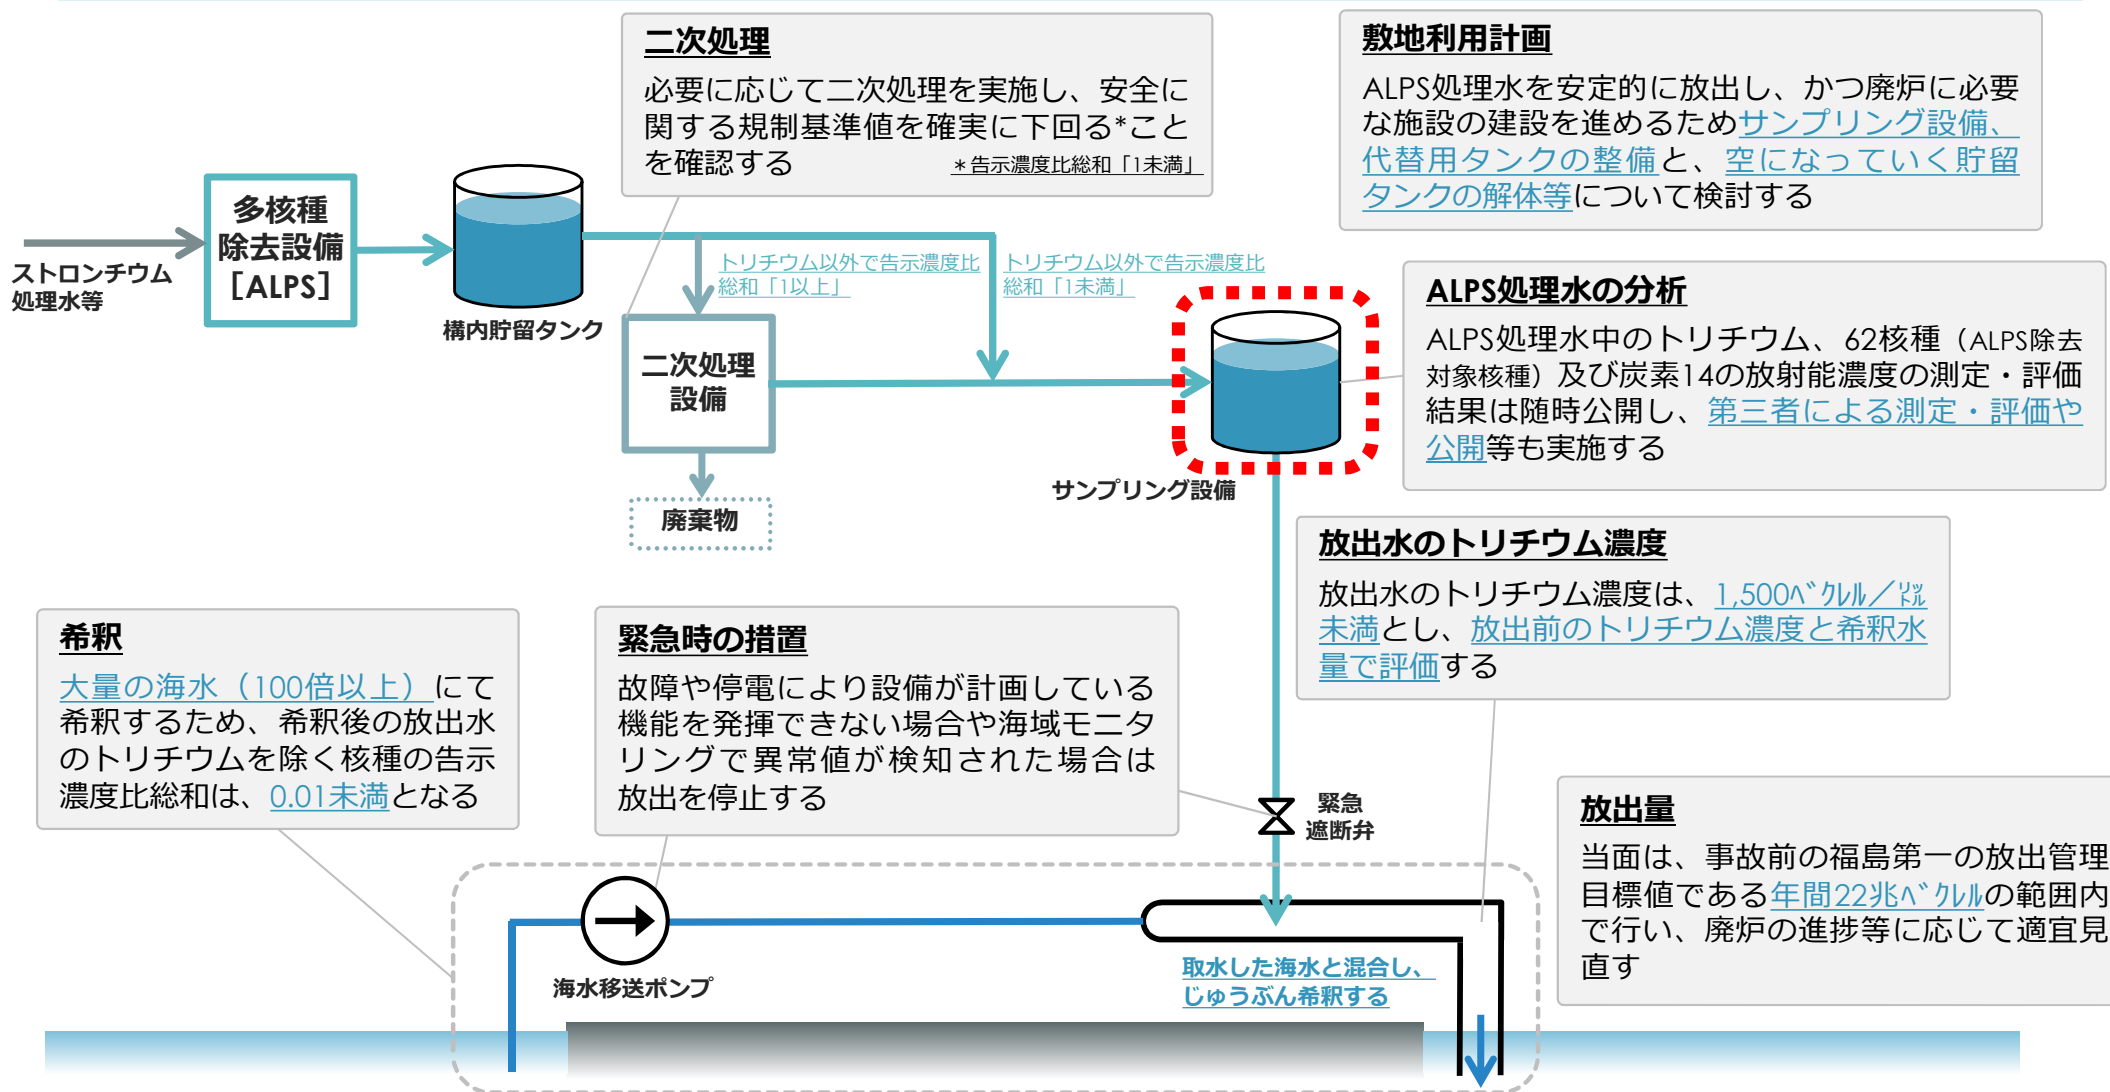 二次処理
必要に応じて二次処理を実施し、安全に
関する規制基準値を確実に下回る*こと
を確認する
＊告示濃度比総和「1未満」
敷地利用計画
ALPS処理水を安定的に放出し、かつ廃炉に必要
な施設の建設を進めるためサンプリング設備、
代替用タンクの整備と、空になっていく貯留
タンクの解体等について検討する
ストロンチウム
処理水等
多核種
除去設備
［ALPS］
構内貯留タンク
トリチウム以外で告示濃度比
総和「1以上」
トリチウム以外で告示濃度比
総和「1未満」
二次処理
設備
廃棄物
サンプリング設備
ALPS処理水の分析
ALPS処理水中のトリチウム、62核種（ALPS除去
対象核種）及び炭素14の放射能濃度の測定・評価
結果は随時公開し、第三者による測定・評価や
公開等も実施する
放出水のトリチウム濃度
放出水のトリチウム濃度は、1,500ﾍﾞｸﾚﾙ／㍑
未満とし、放出前のトリチウム濃度と希釈水
量で評価する
希釈
大量の海水（100倍以上）にて
希釈するため、希釈後の放出水
のトリチウムを除く核種の告示
濃度比総和は、0.01未満となる
緊急時の措置
故障や停電により設備が計画している
機能を発揮できない場合や海域モニタ
リングで異常値が検知された場合は
放出を停止する
緊急
遮断弁
放出量
当面は、事故前の福島第一の放出管理
目標値である年間22兆ﾍﾞｸﾚﾙの範囲内
で行い、廃炉の進捗等に応じて適宜見
直す
海水移送ポンプ
取水した海水と混合し、
じゅうぶん希釈する